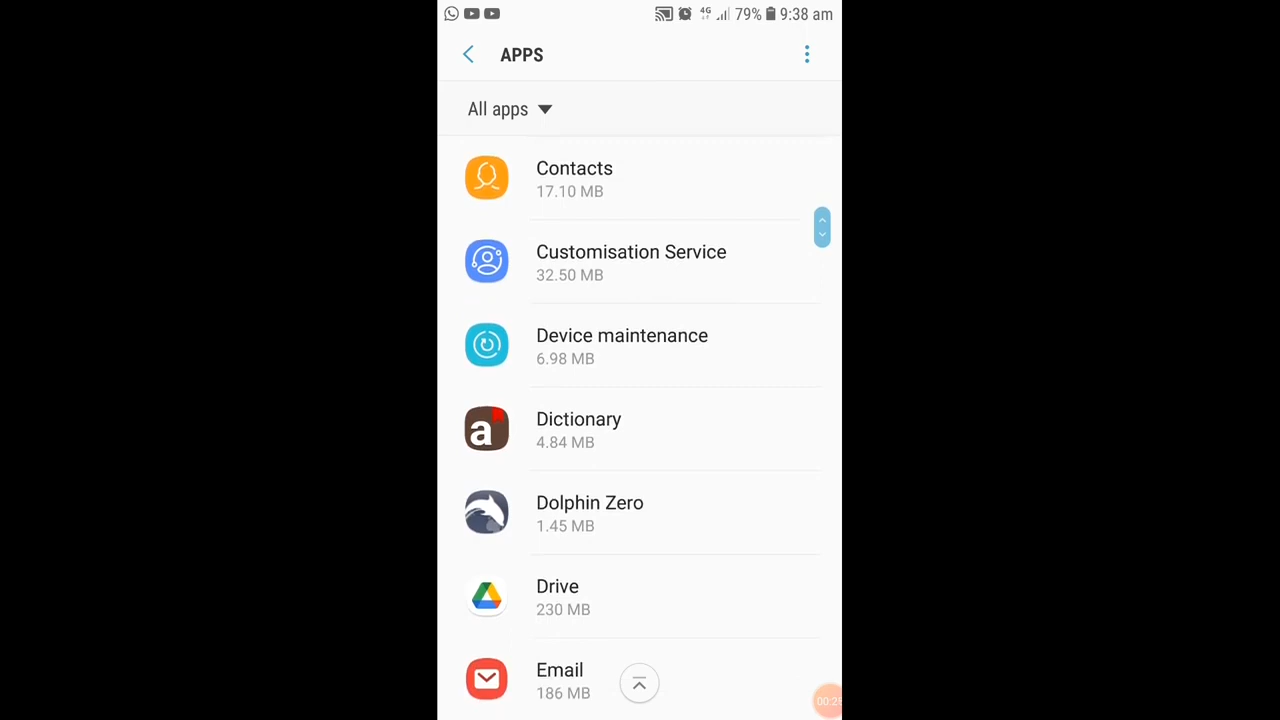 4G 79% 9:38 am
APPS
All apps
Contacts
17.10 MB
Customisation Service
32.50 MB
Device maintenance
6.98 MB
a
Dictionary
4.84 MB
Dolphin Zero
1.45 MB
Drive
230 MB
Email
186 MB